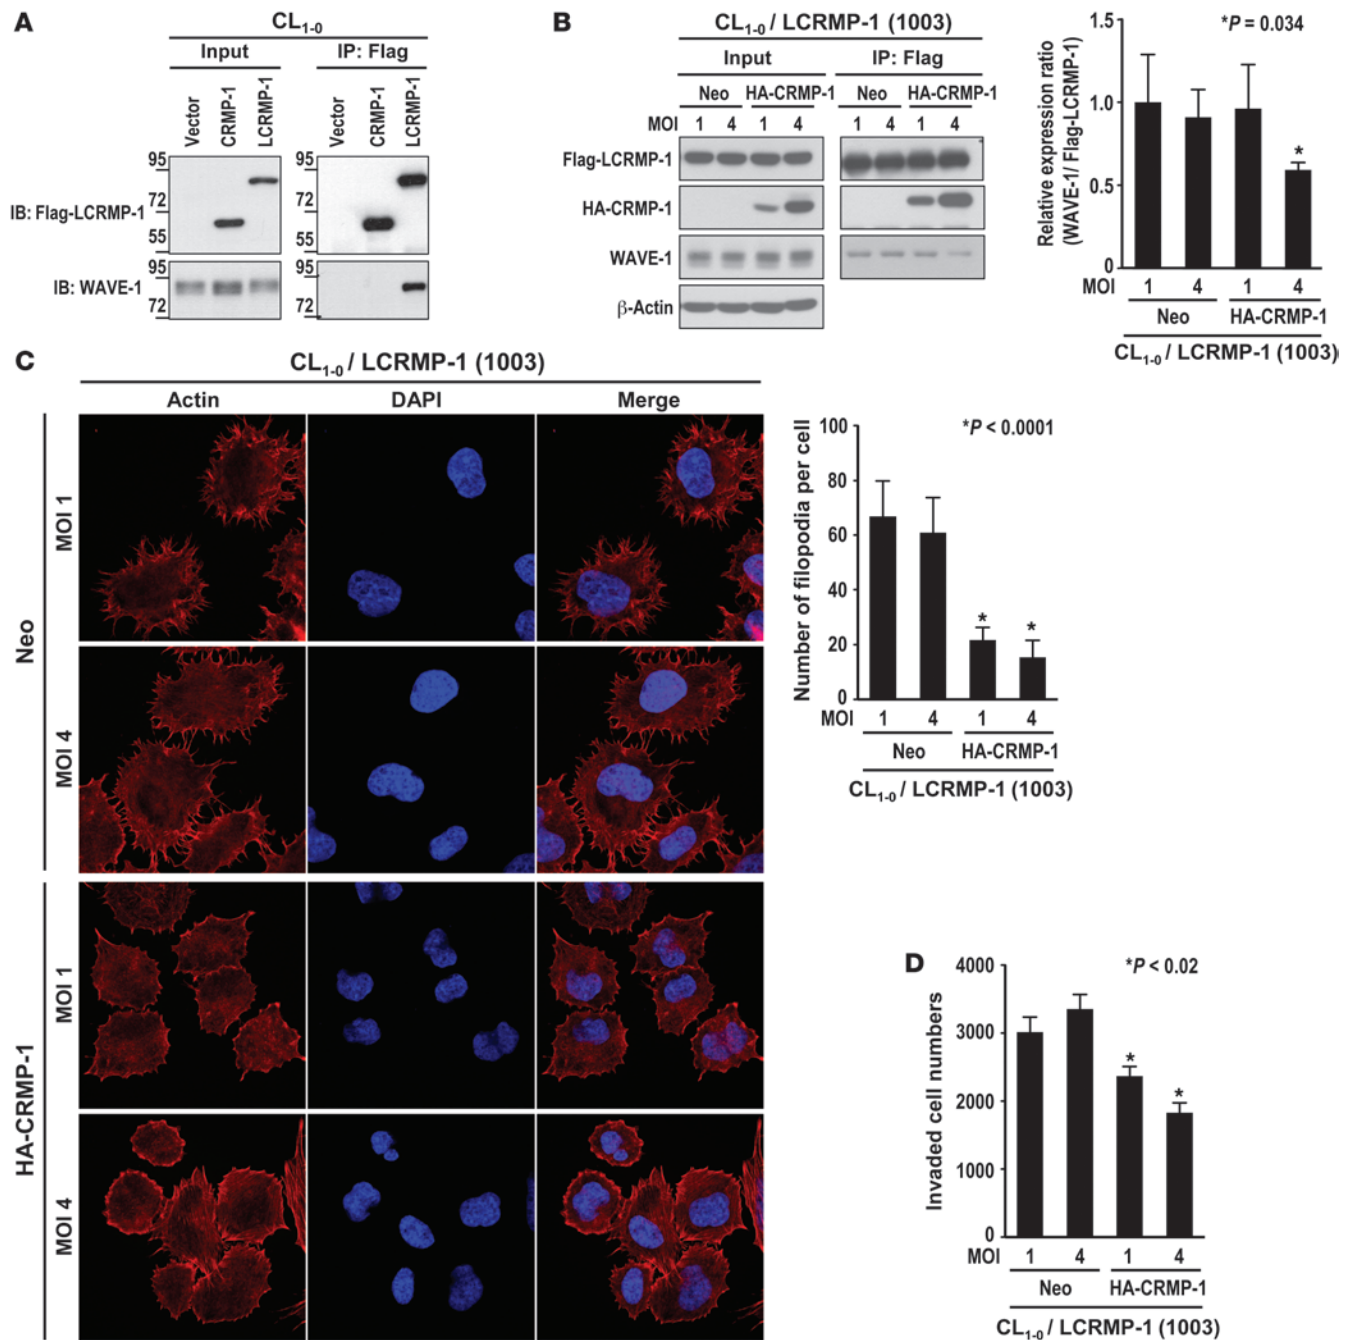 A
CL1-0
Input
IP: Flag
Vector
CRMP-1
LCRMP-1
Vector
CRMP-1
LCRMP-1
IB: Flag-LCRMP-1
95
72
55
95
72
55
IB: WAVE-1
95
72
95
72
B
CL1-0 / LCRMP-1 (1003)
Input
IP: Flag
Neo
HA-CRMP-1
Neo
HA-CRMP-1
MOI 1 4 1 4 1 4 1 4
Flag-LCRMP-1
HA-CRMP-1
WAVE-1
β-Actin
*P = 0.034
Relative expression ratio
(WAVE-1/ Flag-LCRMP-1)
1.5
1.0
0.5
0
MOI 1 4 1 4
Neo HA-CRMP-1
CL1-0 / LCRMP-1 (1003)
C
CL1-0 / LCRMP-1 (1003)
Actin DAPI Merge
Neo
MOI 1
MOI 4
HA-CRMP-1
MOI 1
MOI 4
*P < 0.0001
Number of filopodia per cell
100
80
60
40
20
0
* *
MOI 1 4 1 4
Neo HA-CRMP-1
CL1-0 / LCRMP-1 (1003)
D
*P < 0.02
Invaded cell numbers
4000
3000
2000
1000
0
* *
MOI 1 4 1 4
Neo HA-CRMP-1
CL1-0 / LCRMP-1 (1003)